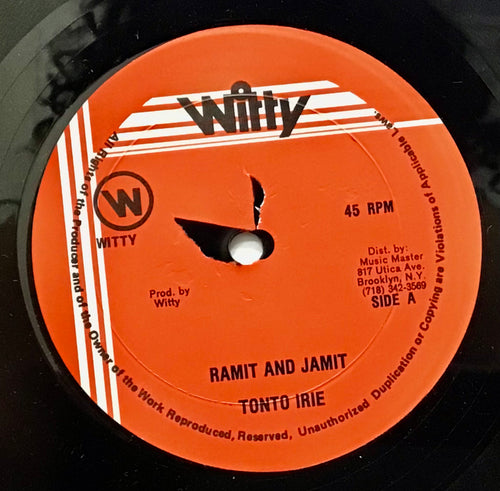 Witty
W
WITTY
45 RPM
Dist. by:
Music Master
817 Utica Ave.
Brooklyn, N.Y.
(718) 342-3569
SIDE A
Prod. by
Witty
RAMIT AND JAMIT
TONTO IRIE
All Rights of the Producer and of the Owner of the Work Reproduced, Reserved, Unauthorized Duplication or Copying are Violations of Applicable Laws.